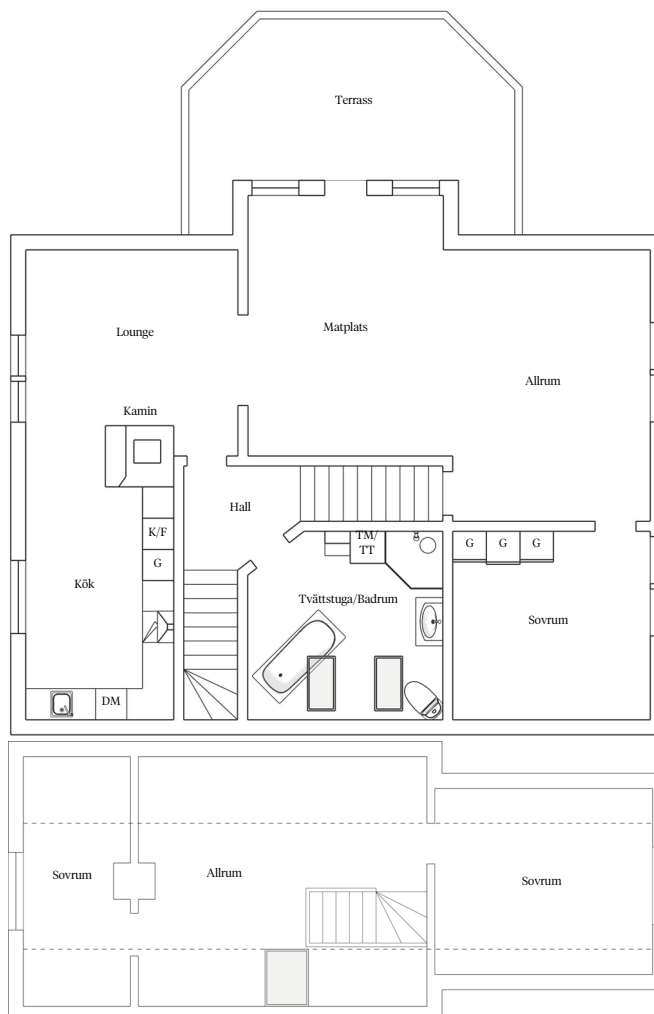 Terrass
Lounge
Matplats
Allrum
Kamin
Hall
K/F
TM/
TT
G G G
G
Kök
Tvättstuga/Badrum
Sovrum
DM
Sovrum
Allrum
Sovrum